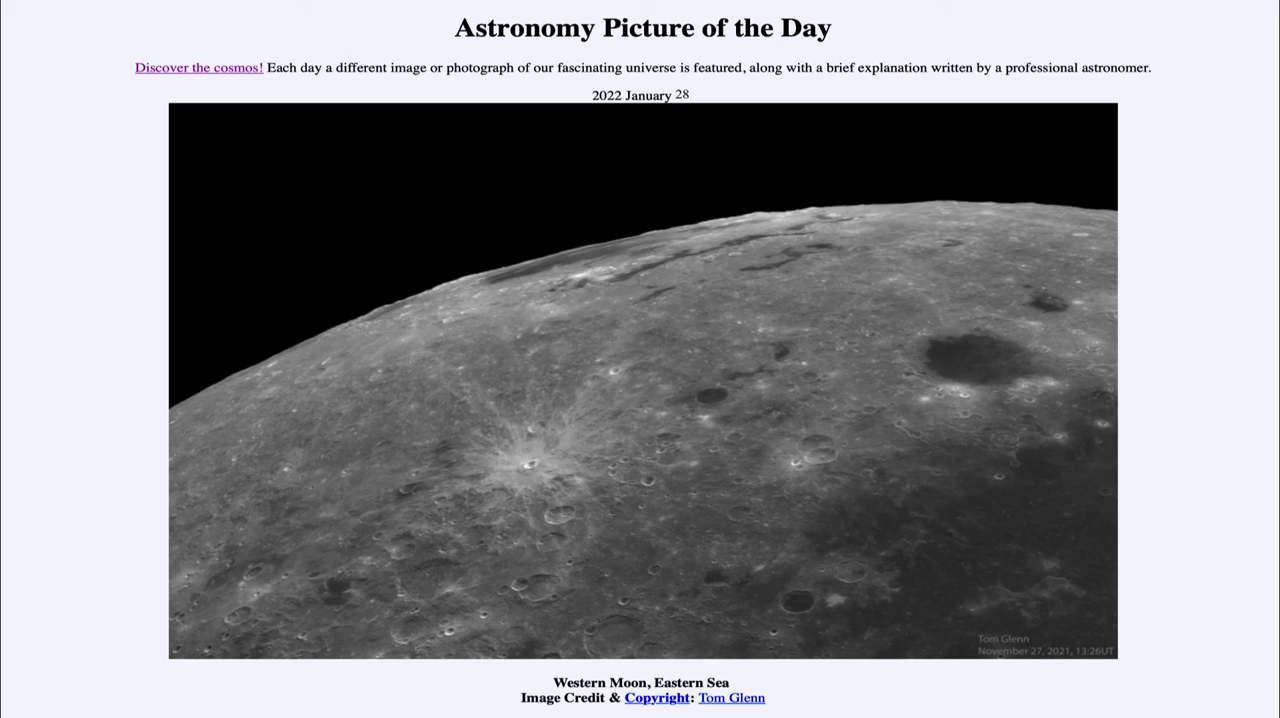 Astronomy Picture of the Day
Discover the cosmos! Each day a different image or photograph of our fascinating universe is featured, along with a brief explanation written by a professional astronomer.
2022 January 28
Tom Glenn
November 27, 2021, 13:26UT
Western Moon, Eastern Sea
Image Credit & Copyright: Tom Glenn